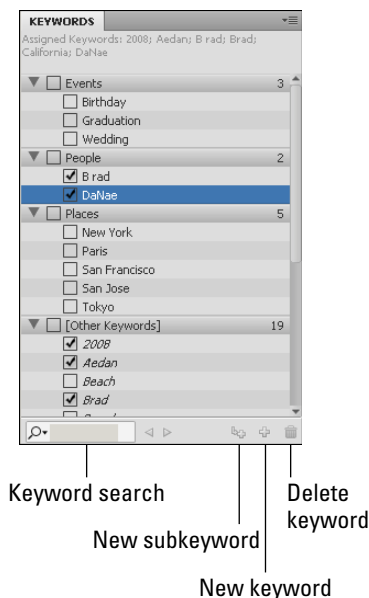 KEYWORDS
Assigned Keywords: 2008; Aedan; B rad; Brad;
California; DaNae
Events 3
Birthday
Graduation
Wedding
People 2
B rad
DaNae
Places 5
New York
Paris
San Francisco
San Jose
Tokyo
[Other Keywords] 19
2008
Aedan
Beach
Brad
Keyword search
Delete
keyword
New subkeyword
New keyword